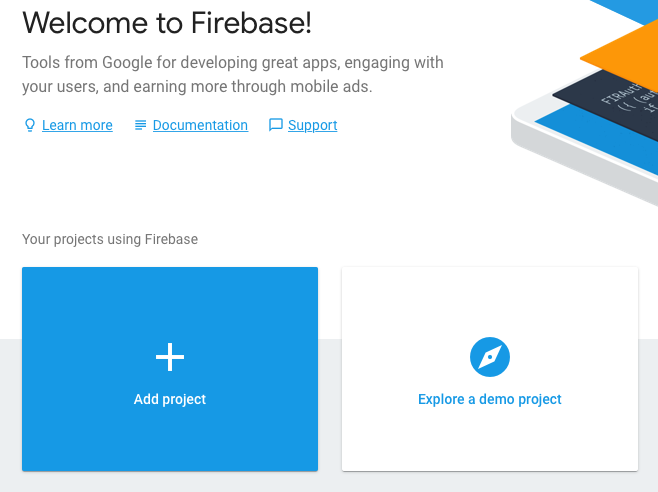 Welcome to Firebase!
Tools from Google for developing great apps, engaging with
your users, and earning more through mobile ads.
Learn more Documentation Support
Your projects using Firebase
Add project
Explore a demo project